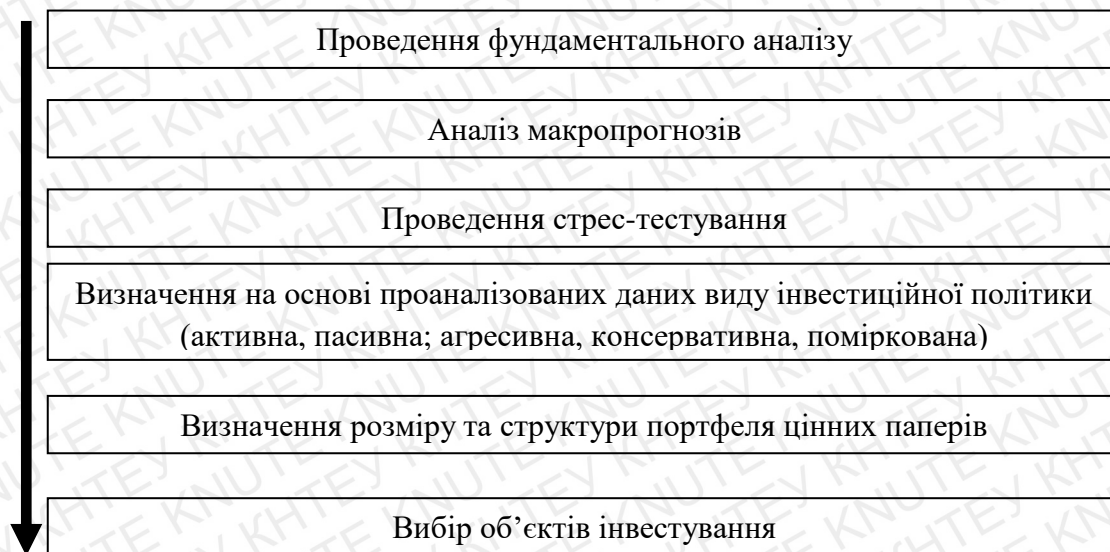 Проведення фундаментального аналізу
Аналіз макропрогнозів
Проведення стрес-тестування
Визначення на основі проаналізованих даних виду інвестиційної політики
(активна, пасивна; агресивна, консервативна, поміркована)
Визначення розміру та структури портфеля цінних паперів
Вибір об’єктів інвестування